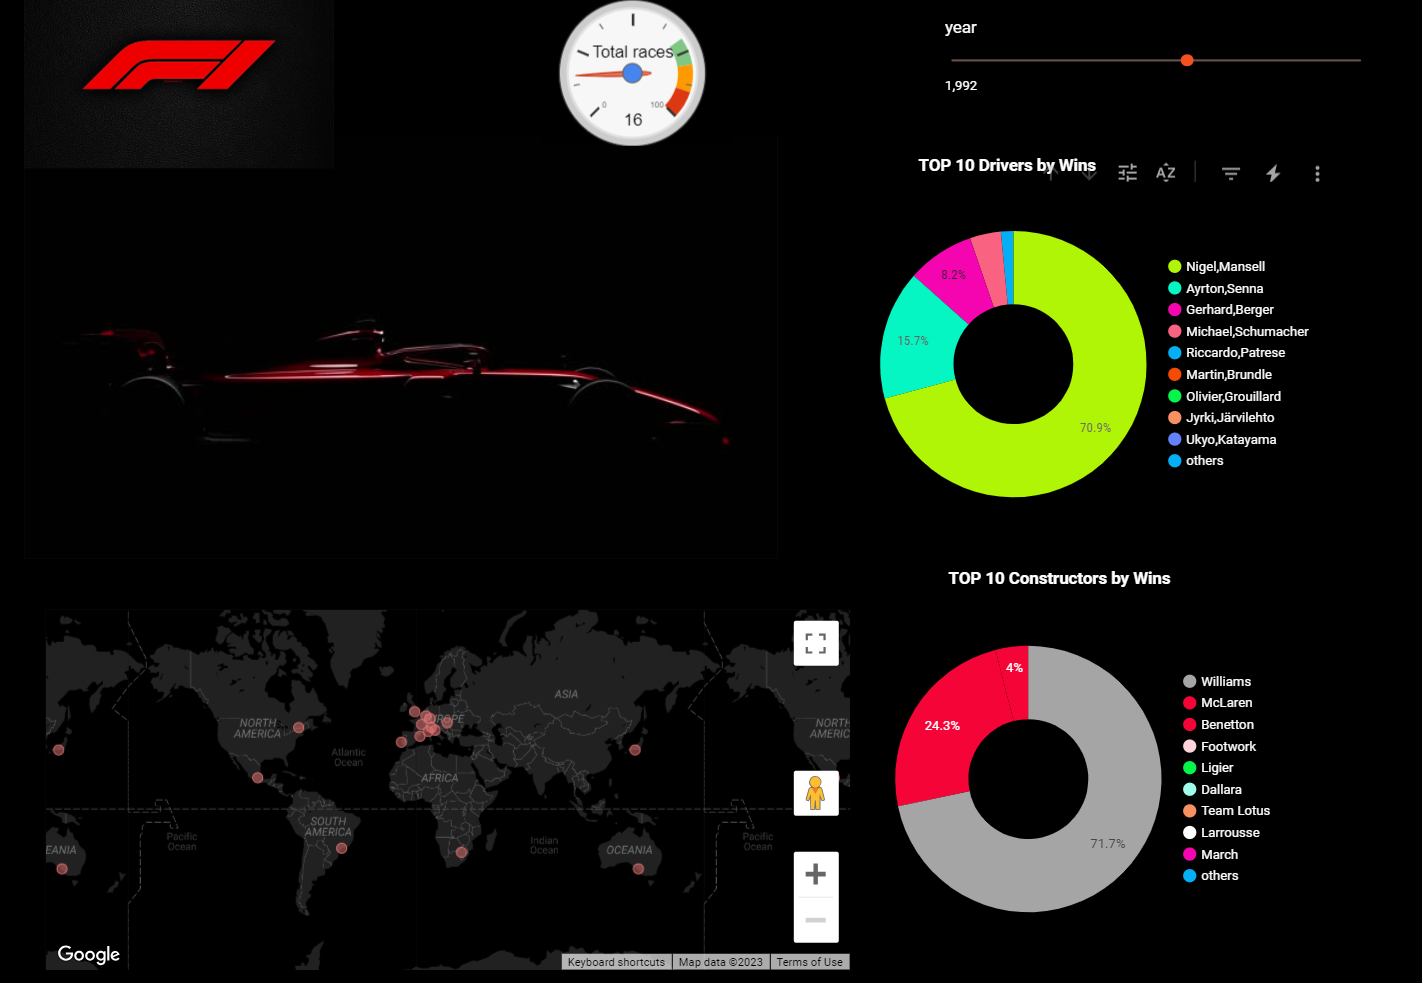 Total races
0
100
16
year
1,992
TOP 10 Drivers by Wins
AZ
8.2%
15.7%
70.9%
Nigel,Mansell
Ayrton,Senna
Gerhard,Berger
Michael,Schumacher
Riccardo,Patrese
Martin,Brundle
Olivier,Grouillard
Jyrki,Järvilehto
Ukyo,Katayama
others
TOP 10 Constructors by Wins
4%
24.3%
71.7%
Williams
McLaren
Benetton
Footwork
Ligier
Dallara
Team Lotus
Larrousse
March
others
ASIA
NORTH
AMERICA
EUROPE
NORTH
AMERIC
Atlantic
Ocean
AFRICA
SOUTH
AMERICA
Pacific
Ocean
Indian
Ocean
EANIA
OCEANIA
Pacific
Ocean
Google
Keyboard shortcuts
Map data ©2023
Terms of Use